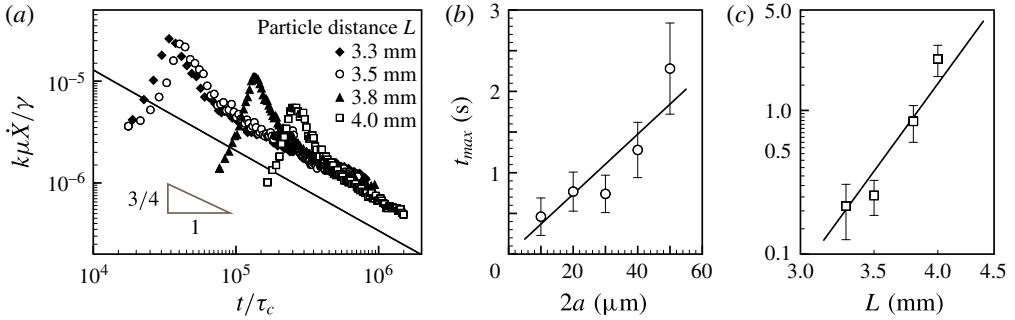 (a)
Particle distance L
3.3 mm
3.5 mm
3.8 mm
4.0 mm
10⁻⁵
10⁻⁶
kμẊ/γ
3/4
1
10⁴
10⁵
10⁶
t/τc
(b)
3
2
1
0
20
40
60
tmax (s)
2a (μm)
(c)
5.0
1.0
0.5
0.1
3.0
3.5
4.0
4.5
L (mm)